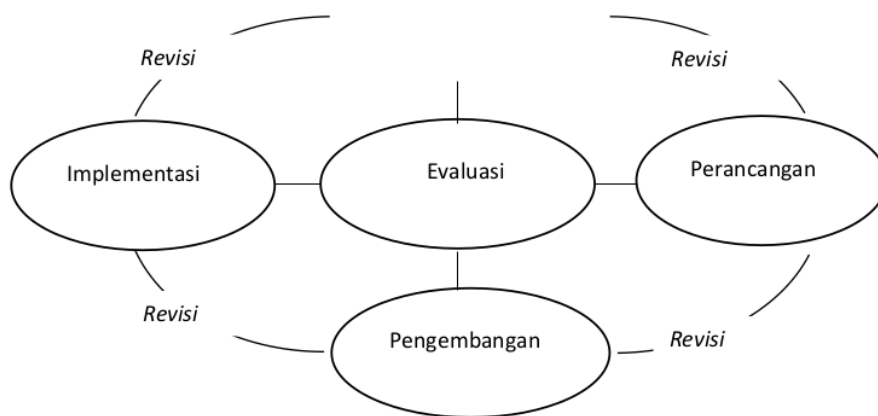 Revisi
Revisi
Implementasi
Evaluasi
Perancangan
Revisi
Pengembangan
Revisi